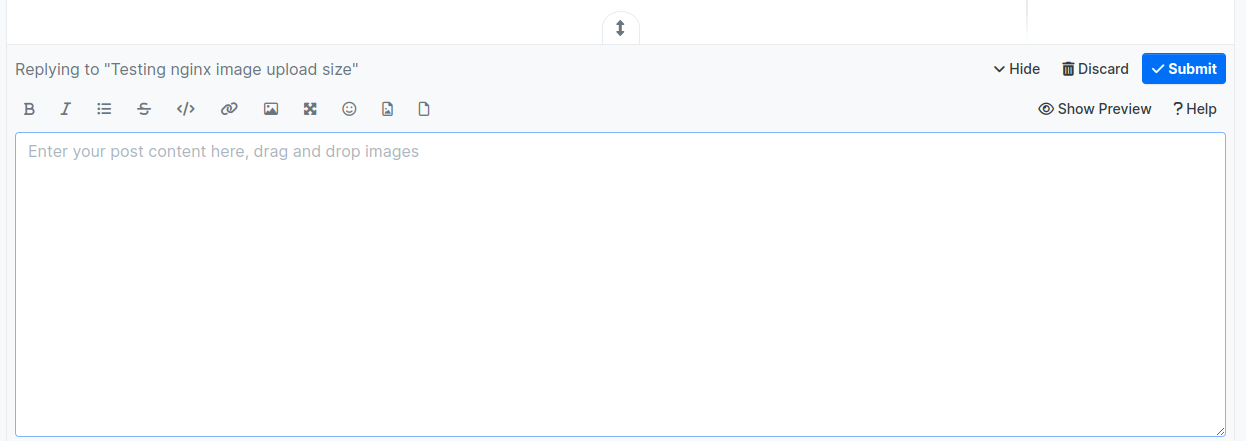 Replying to "Testing nginx image upload size" Hide Discard Submit
B I S </> Show Preview ? Help
Enter your post content here, drag and drop images